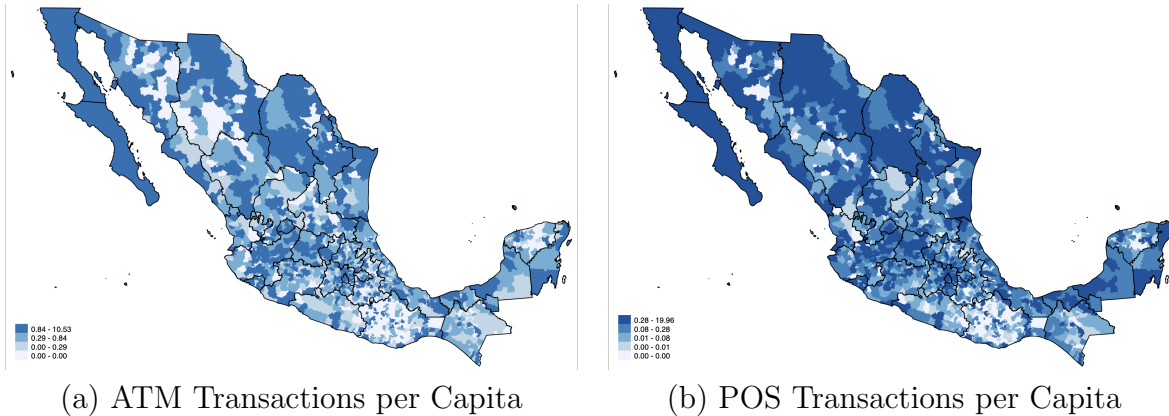 0.84 - 10.53
0.29 - 0.84
0.00 - 0.29
0.00 - 0.00
(a) ATM Transactions per Capita
0.28 - 19.96
0.08 - 0.28
0.01 - 0.08
0.00 - 0.01
0.00 - 0.00
(b) POS Transactions per Capita